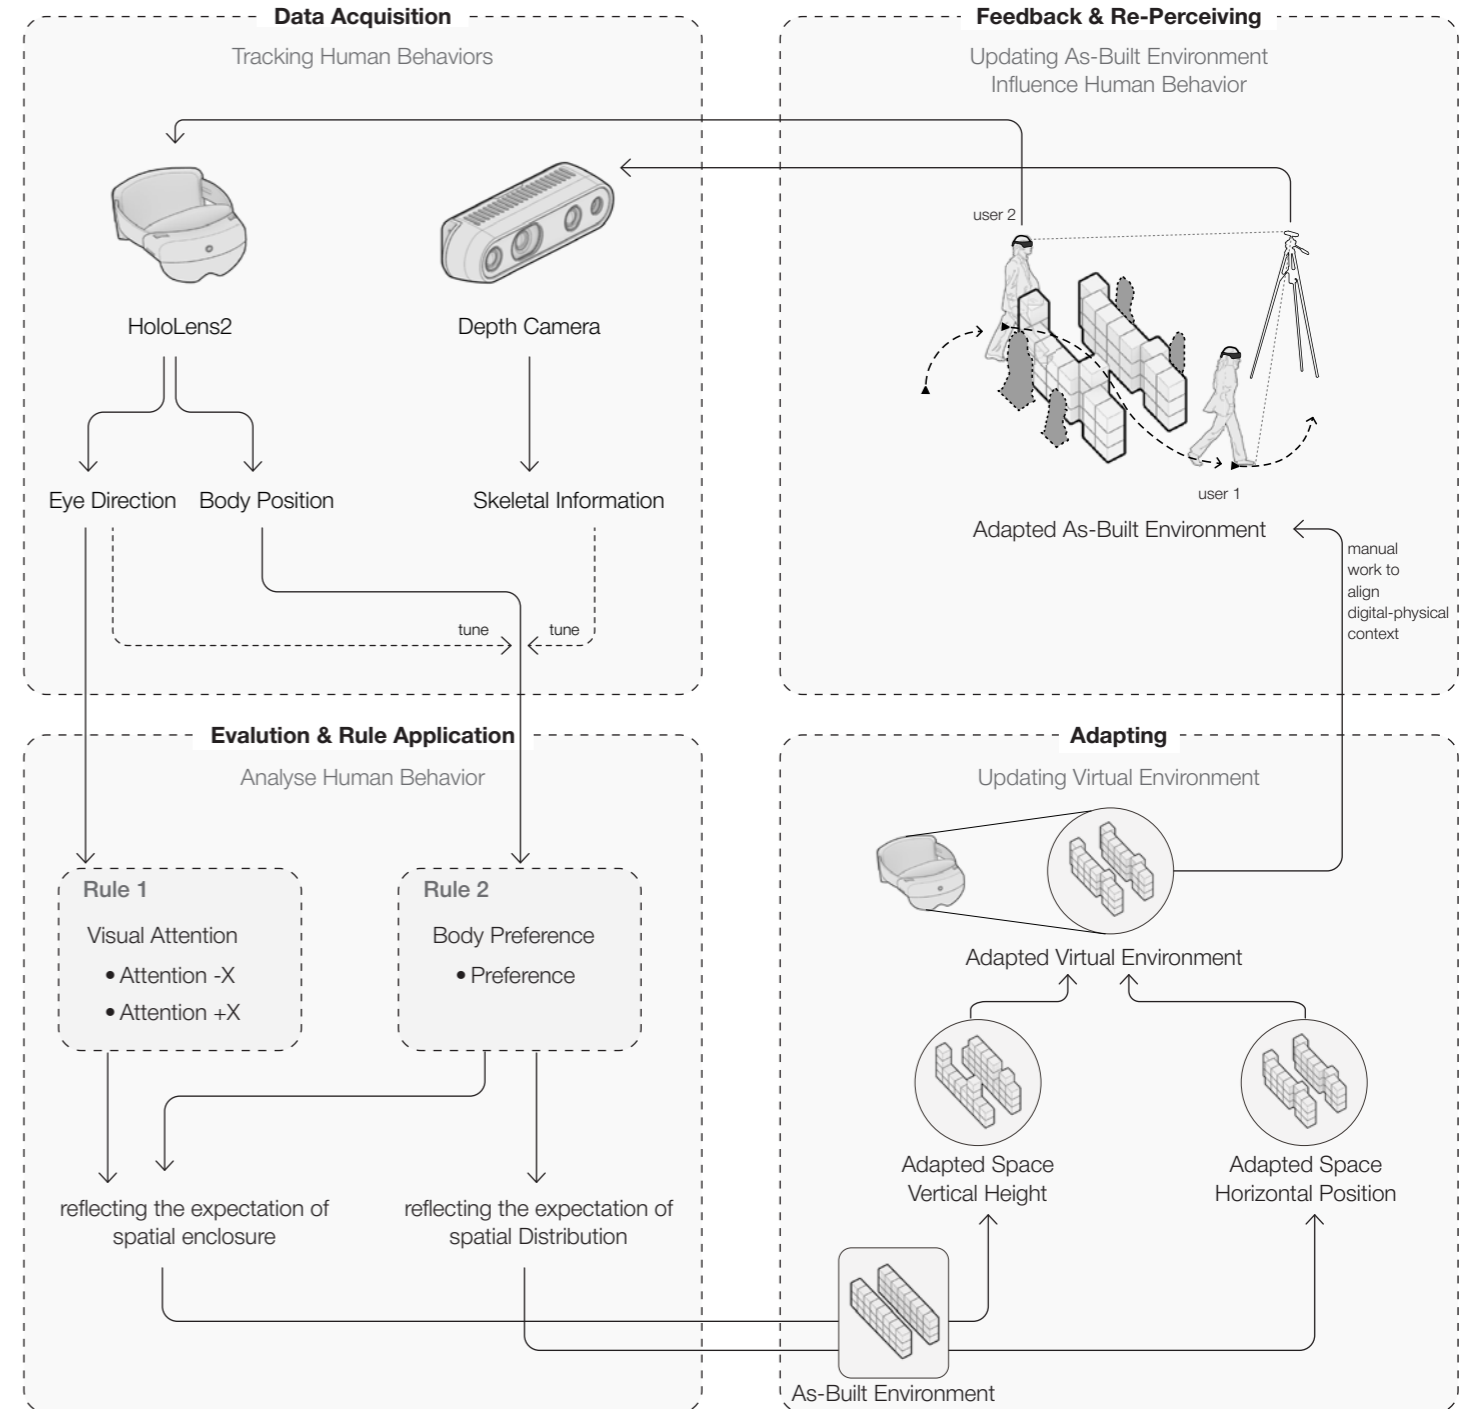 Data Acquisition
Tracking Human Behaviors
HoloLens2
Depth Camera
Eye Direction
Body Position
Skeletal Information
tune
tune
Feedback & Re-Perceiving
Updating As-Built Environment
Influence Human Behavior
user 2
user 1
Adapted As-Built Environment
manual
work to
align
digital-physical
context
Evalution & Rule Application
Analyse Human Behavior
Rule 1
Visual Attention
• Attention -X
• Attention +X
Rule 2
Body Preference
• Preference
reflecting the expectation of
spatial enclosure
reflecting the expectation of
spatial Distribution
Adapting
Updating Virtual Environment
Adapted Virtual Environment
Adapted Space
Vertical Height
Adapted Space
Horizontal Position
As-Built Environment